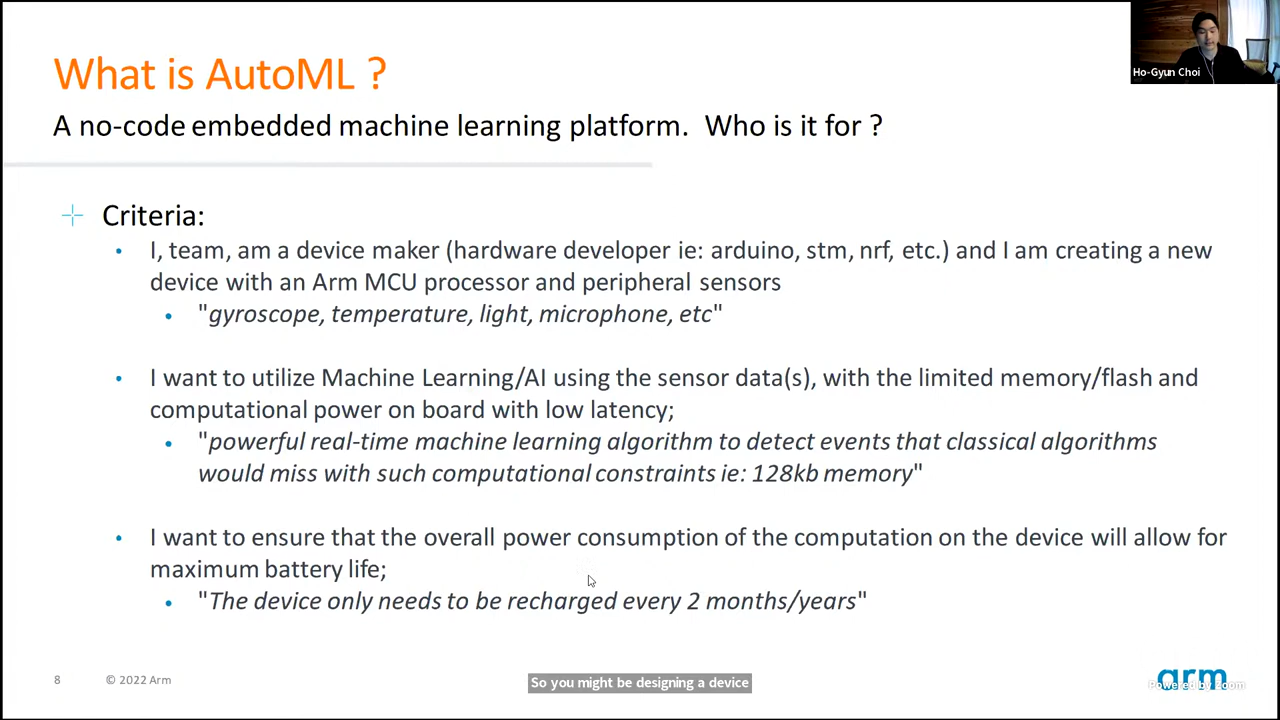 What is AutoML ?
A no-code embedded machine learning platform.  Who is it for ?
Ho-Gyun Choi
Criteria:
I, team, am a device maker (hardware developer ie: arduino, stm, nrf, etc.) and I am creating a new
device with an Arm MCU processor and peripheral sensors
"gyroscope, temperature, light, microphone, etc"
I want to utilize Machine Learning/AI using the sensor data(s), with the limited memory/flash and
computational power on board with low latency;
"powerful real-time machine learning algorithm to detect events that classical algorithms
would miss with such computational constraints ie: 128kb memory"
I want to ensure that the overall power consumption of the computation on the device will allow for
maximum battery life;
"The device only needs to be recharged every 2 months/years"
8 © 2022 Arm
So you might be designing a device
arm
Powered by Zoom